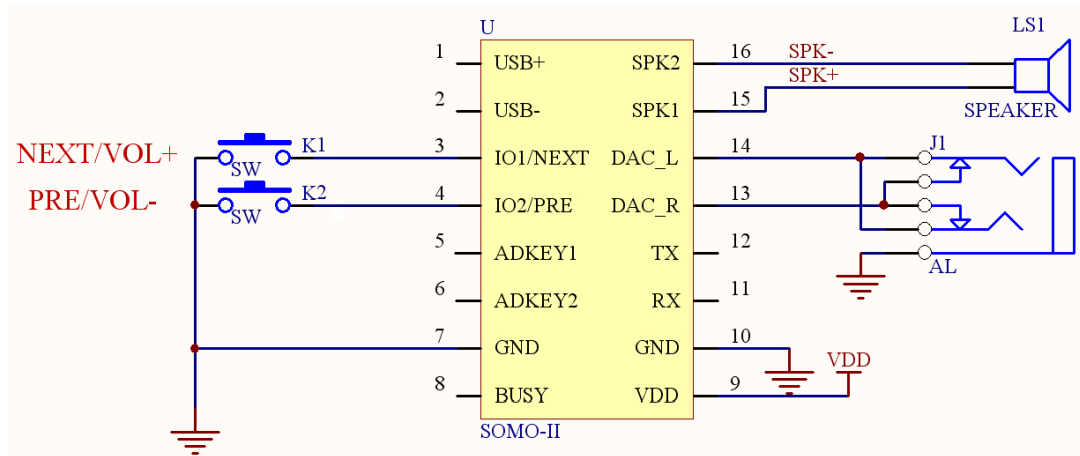 U
LS1
1 USB+ SPK2 16 SPK-
SPK+
2 USB- SPK1 15
SPEAKER
NEXT/VOL+ SW K1 3 IO1/NEXT DAC_L 14 J1
PRE/VOL- SW K2 4 IO2/PRE DAC_R 13
5 ADKEY1 TX 12
AL
6 ADKEY2 RX 11
7 GND GND 10
VDD
8 BUSY VDD 9
SOMO-II